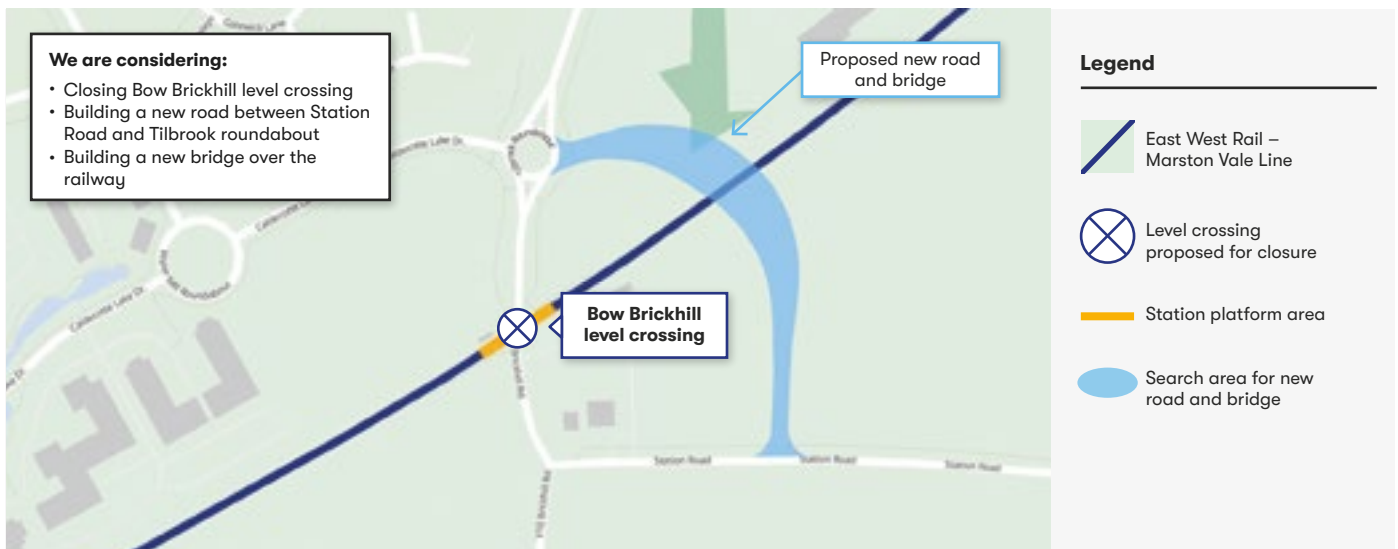 We are considering:
• Closing Bow Brickhill level crossing
• Building a new road between Station
Road and Tilbrook roundabout
• Building a new bridge over the
railway
Proposed new road
and bridge
Bow Brickhill
level crossing
Caldecotte Lake Dr.
Station Road
Station Road
Station Road
Legend
East West Rail –
Marston Vale Line
Level crossing
proposed for closure
Station platform area
Search area for new
road and bridge